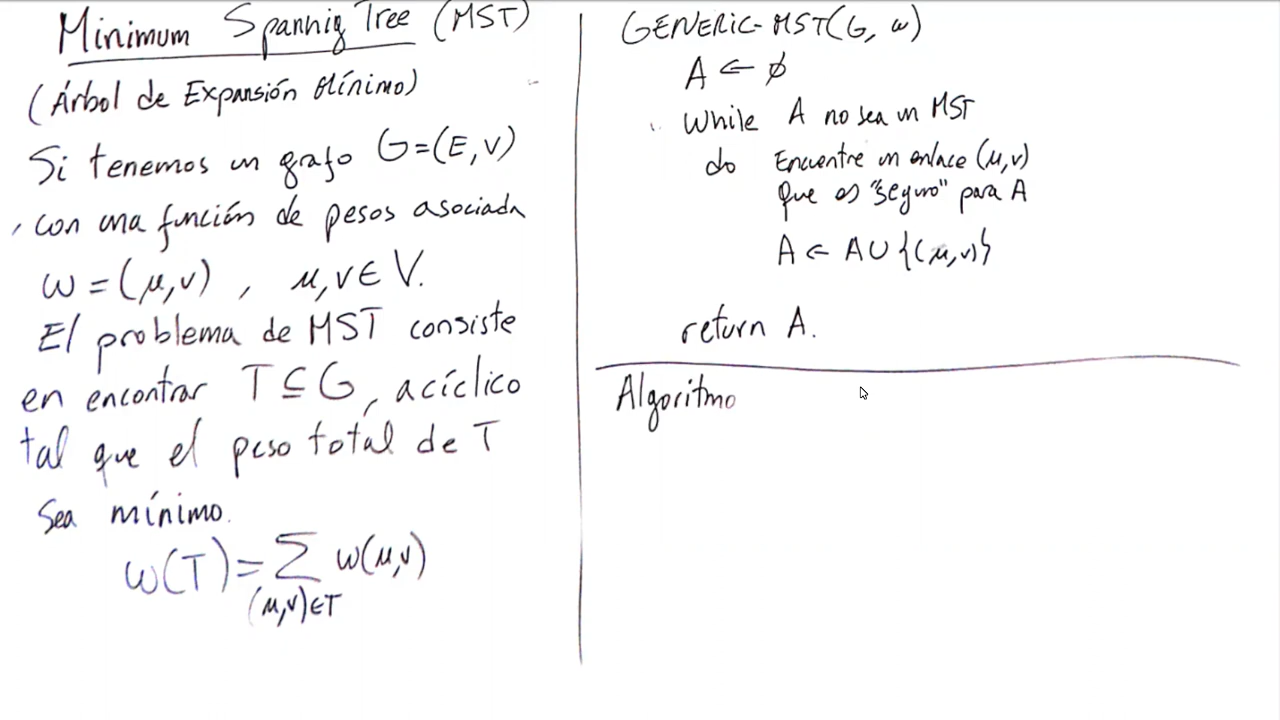 Minimum Spannig Tree (MST)
(Árbol de Expansión Mínimo)
Si tenemos un grafo G=(E,V)
, con una función de pesos asociada
ω = (μ,v) , μ,v ∈ V.
El problema de MST consiste
en encontrar T ⊆ G, acíclico
tal que el peso total de T
sea mínimo.
ω(T) = Σ w(μ,v)
(μ,v)∈T
GENERIC-MST(G, ω)
A ← ∅
While A no sea un MST
do Encuentre un enlace (μ,v)
que es "seguro" para A
A ← A ∪ {(μ,v)}
return A.
Algoritmo